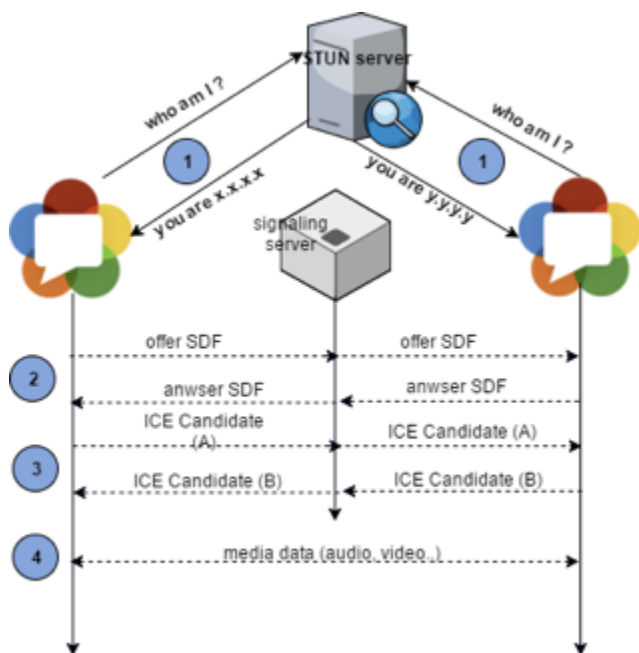 STUN server
who am I ?
who am I ?
1
1
you are x.x.x.x
you are y.y.y.y
signaling
server
offer SDF
offer SDF
2
anwser SDF
anwser SDF
ICE Candidate
(A)
ICE Candidate (A)
3
ICE Candidate (B)
ICE Candidate (B)
4
media data (audio, video..)